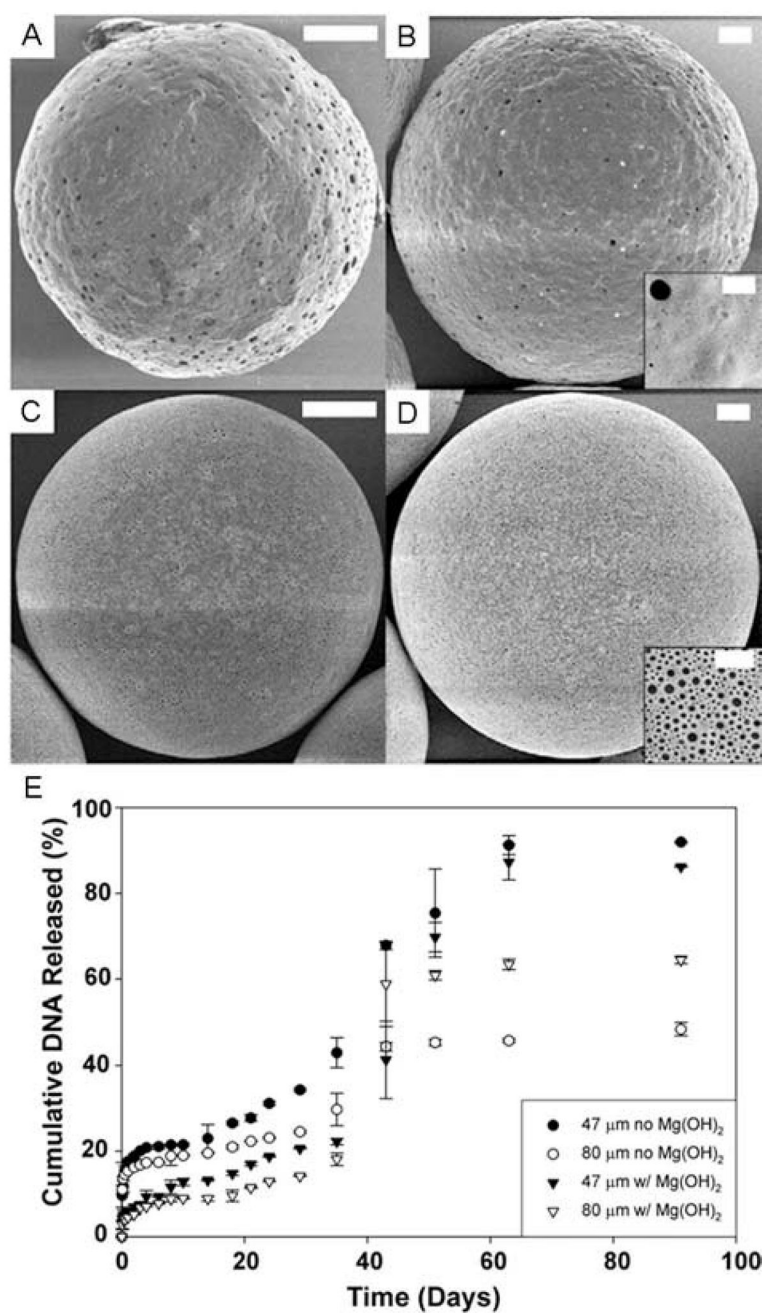 A
B
C
D
E
Cumulative DNA Released (%)
100
80
60
40
20
0
0 20 40 60 80 100
Time (Days)
47 μm no Mg(OH)₂
80 μm no Mg(OH)₂
47 μm w/ Mg(OH)₂
80 μm w/ Mg(OH)₂